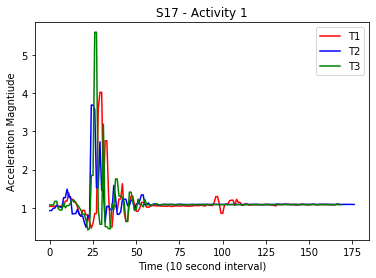 S17 - Activity 1
T1
T2
T3
Acceleration Magntiude
5
4
3
2
1
0
25
50
75
100
125
150
175
Time (10 second interval)